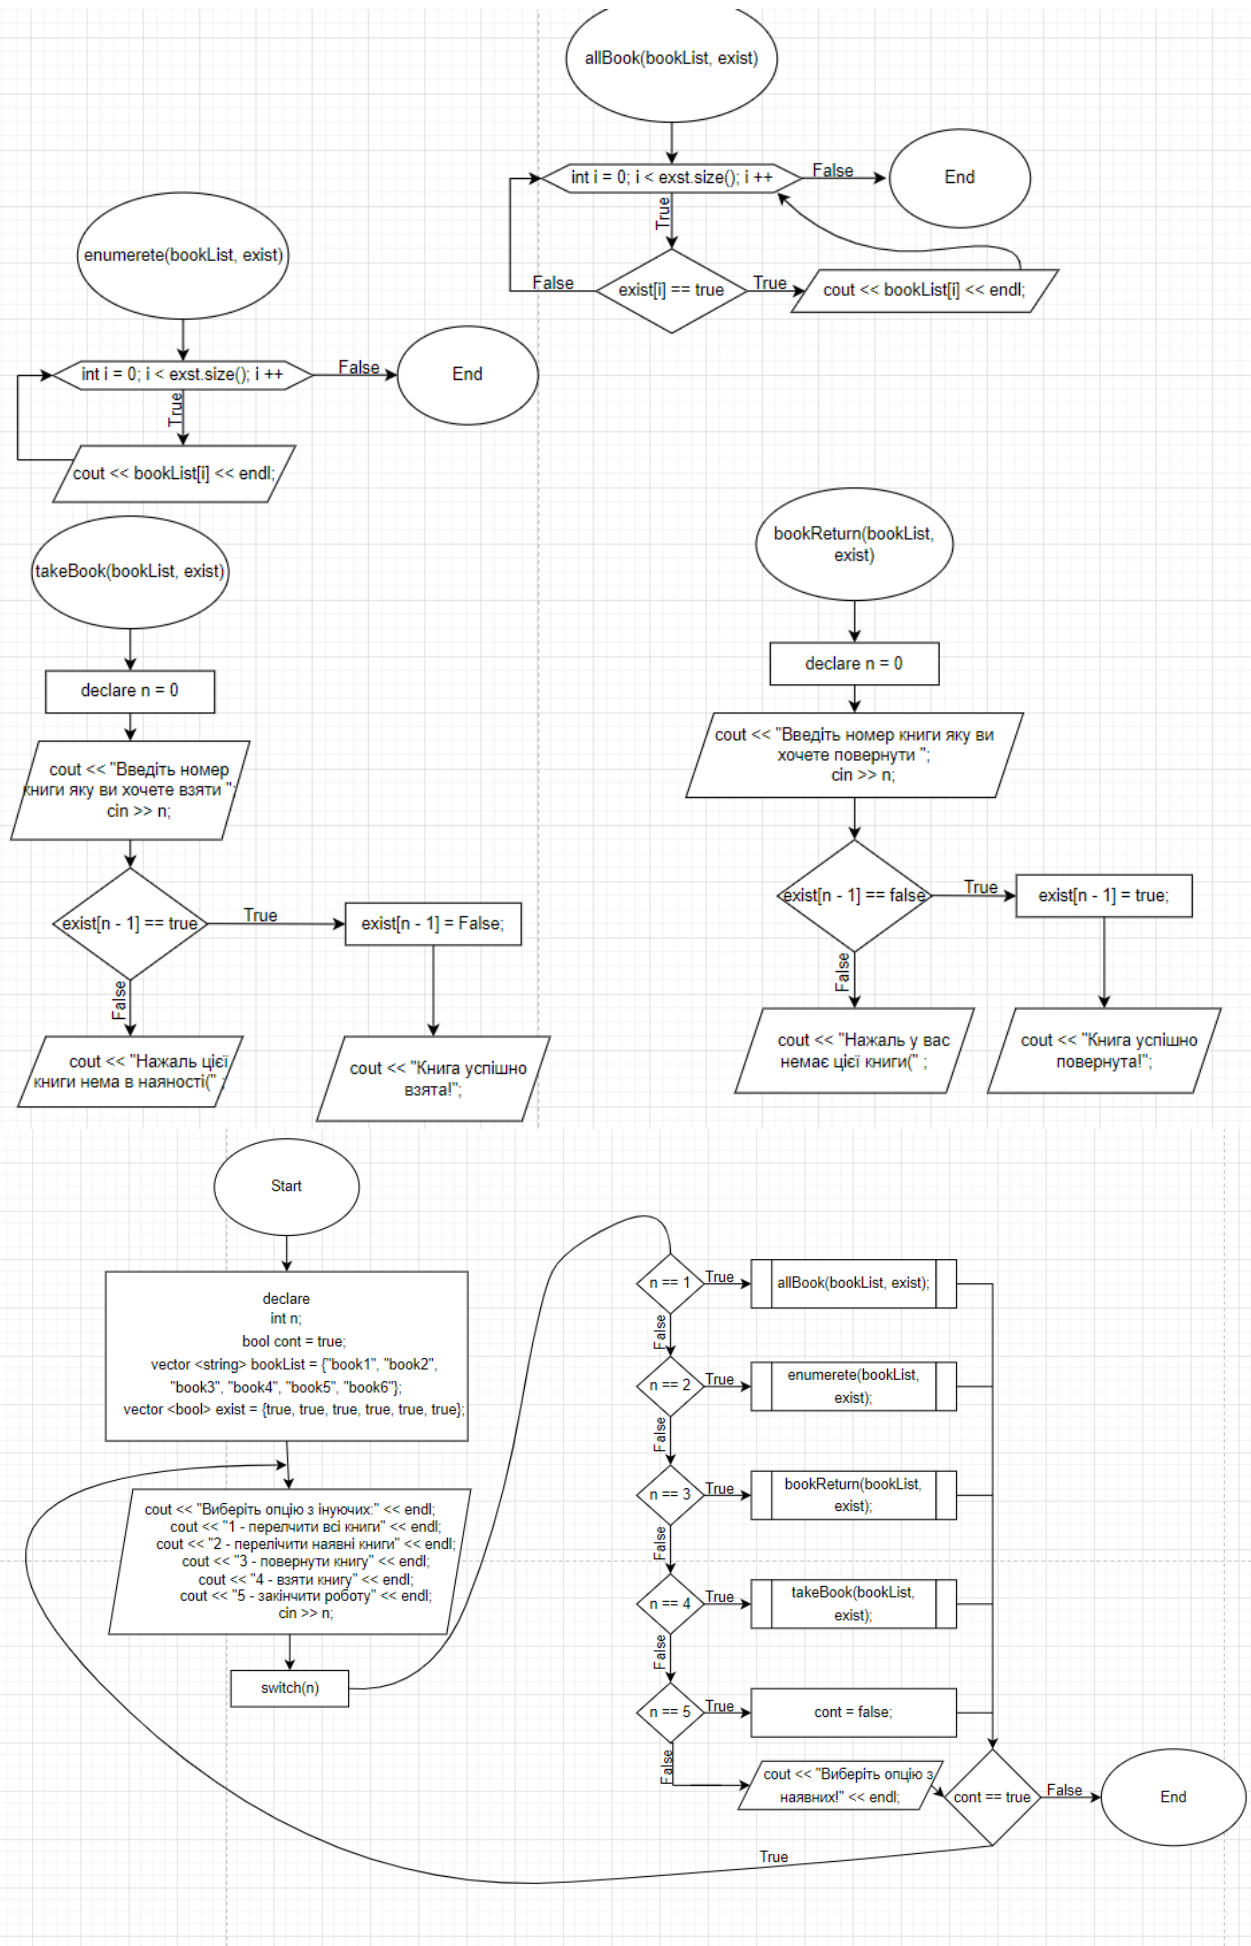 allBook(bookList, exist)
int i = 0; i < exst.size(); i ++
False
End
True
False
exist[i] == true
True
cout << bookList[i] << endl;
enumerete(bookList, exist)
int i = 0; i < exst.size(); i ++
False
End
True
cout << bookList[i] << endl;
takeBook(bookList, exist)
declare n = 0
cout << "Введіть номер
книги яку ви хочете взяти ";
cin >> n;
exist[n - 1] == true
True
exist[n - 1] = False;
False
cout << "Нажаль цієї
книги нема в наяності(" ;
cout << "Книга успішно
взята!";
bookReturn(bookList,
exist)
declare n = 0
cout << "Введіть номер книги яку ви
хочете повернути ";
cin >> n;
exist[n - 1] == false
True
exist[n - 1] = true;
False
cout << "Нажаль у вас
немає цієї книги(" ;
cout << "Книга успішно
повернута!";
Start
declare
int n;
bool cont = true;
vector <string> bookList = {"book1", "book2",
"book3", "book4", "book5", "book6"};
vector <bool> exist = {true, true, true, true, true, true};
cout << "Виберіть опцію з інуючих:" << endl;
cout << "1 - перелчити всі книги" << endl;
cout << "2 - перелічити наявні книги" << endl;
cout << "3 - повернути книгу" << endl;
cout << "4 - взяти книгу" << endl;
cout << "5 - закінчити роботу" << endl;
cin >> n;
switch(n)
n == 1
True
allBook(bookList, exist);
False
n == 2
True
enumerete(bookList,
exist);
False
n == 3
True
bookReturn(bookList,
exist);
False
n == 4
True
takeBook(bookList,
exist);
False
n == 5
True
cont = false;
False
cout << "Виберіть опцію з
наявних!" << endl;
cont == true
False
End
True